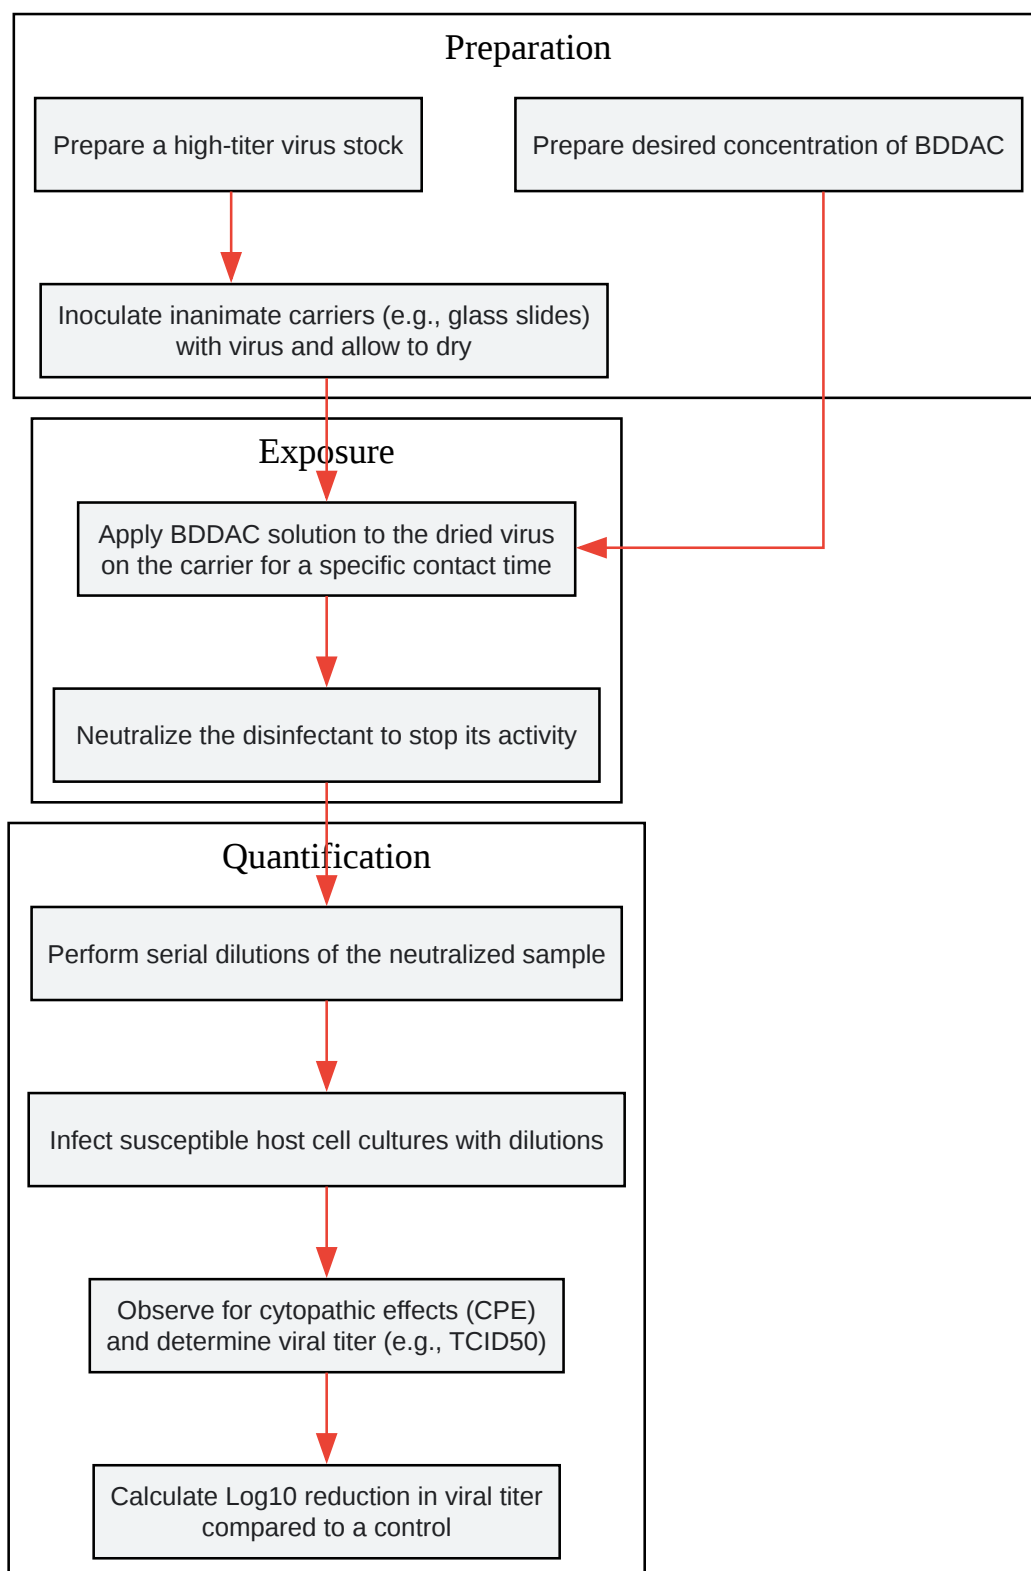 Preparation
Prepare a high-titer virus stock
Prepare desired concentration of BDDAC
Inoculate inanimate carriers (e.g., glass slides)
with virus and allow to dry
Exposure
Apply BDDAC solution to the dried virus
on the carrier for a specific contact time
Neutralize the disinfectant to stop its activity
Quantification
Perform serial dilutions of the neutralized sample
Infect susceptible host cell cultures with dilutions
Observe for cytopathic effects (CPE)
and determine viral titer (e.g., TCID50)
Calculate Log10 reduction in viral titer
compared to a control